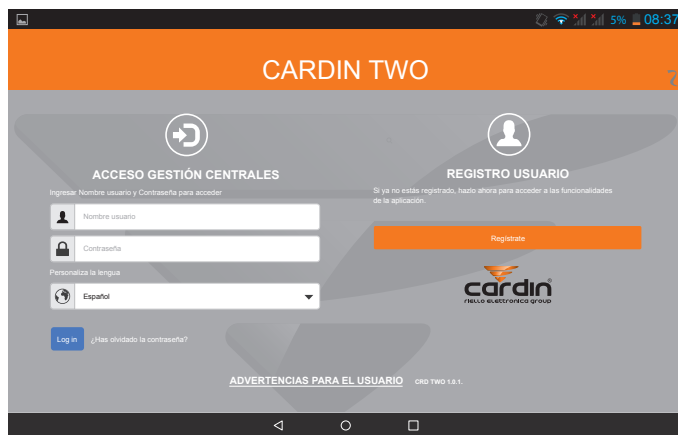 5% 08:37
CARDIN TWO
ACCESO GESTIÓN CENTRALES
Ingresar Nombre usuario y Contraseña para acceder
Nombre usuario
Contraseña
Personaliza la lengua
Español
Log in ¿Has olvidado la contraseña?
REGISTRO USUARIO
Si ya no estás registrado, hazlo ahora para acceder a las funcionalidades
de la aplicación.
Regístrate
cardin
riello elettronica group
ADVERTENCIAS PARA EL USUARIO CRD TWO 1.0.1.